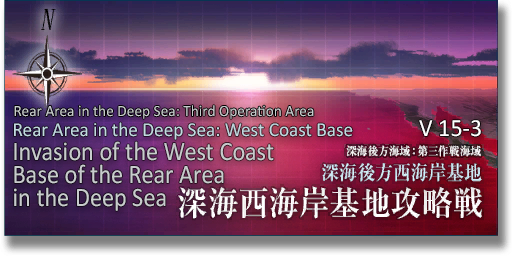 N
Rear Area in the Deep Sea: Third Operation Area
Rear Area in the Deep Sea: West Coast Base
V 15-3
Invasion of the West Coast
Base of the Rear Area
in the Deep Sea
深海後方海域：第三作戦海域
深海後方西海岸基地
深海西海岸基地攻略戦